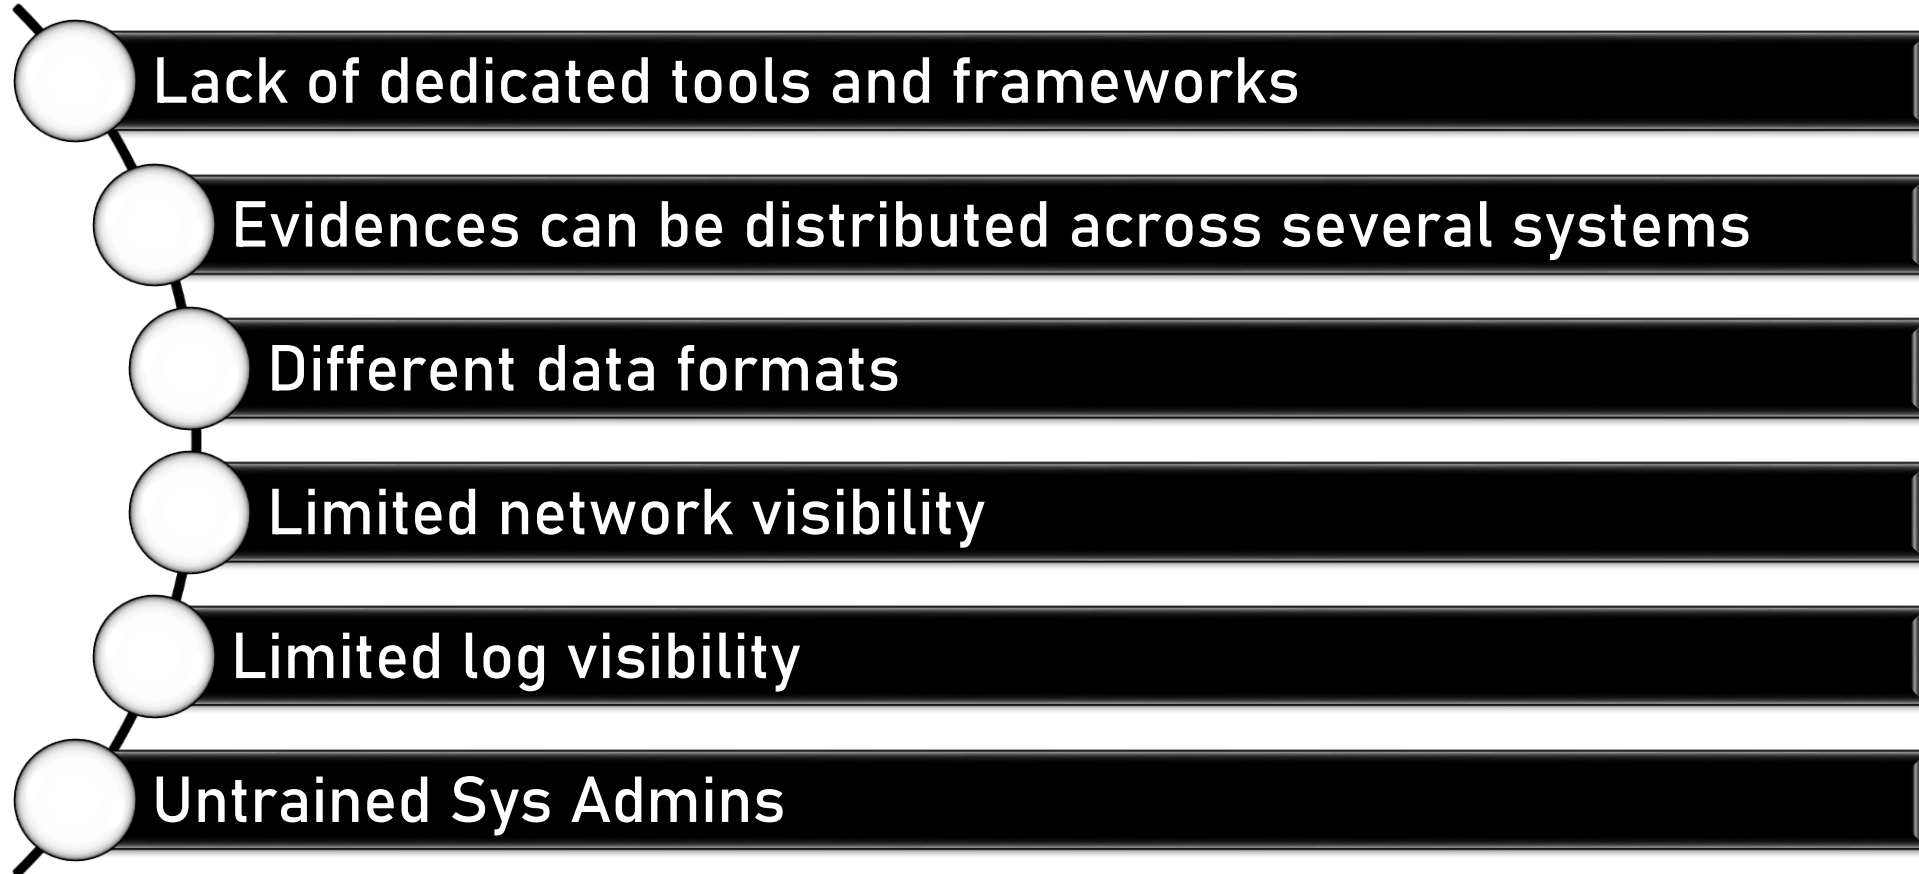 Lack of dedicated tools and frameworks
Evidences can be distributed across several systems
Different data formats
Limited network visibility
Limited log visibility
Untrained Sys Admins